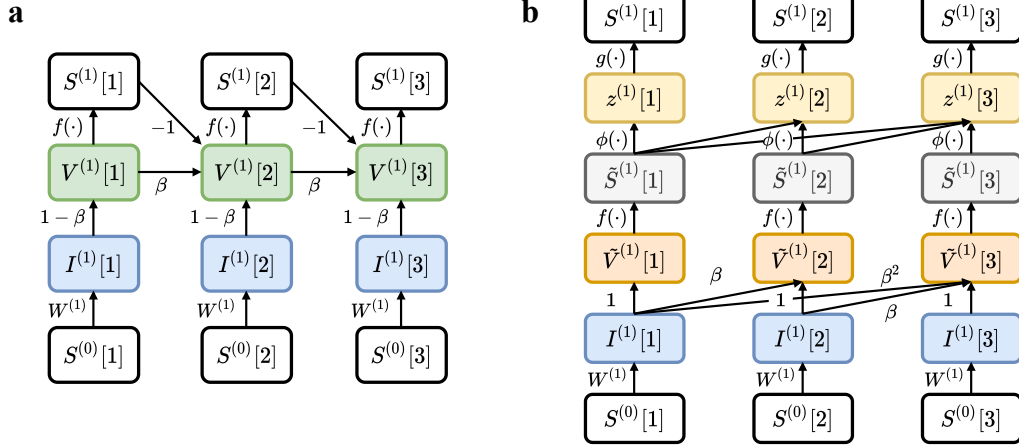 a
S^(1)[1] S^(1)[2] S^(1)[3]
f(·) −1 f(·) −1 f(·)
V^(1)[1] V^(1)[2] V^(1)[3]
β β
1 − β 1 − β 1 − β
I^(1)[1] I^(1)[2] I^(1)[3]
W^(1) W^(1) W^(1)
S^(0)[1] S^(0)[2] S^(0)[3]
b
S^(1)[1] S^(1)[2] S^(1)[3]
g(·) g(·) g(·)
z^(1)[1] z^(1)[2] z^(1)[3]
ϕ(·) ϕ(·) ϕ(·)
S̃^(1)[1] S̃^(1)[2] S̃^(1)[3]
f(·) f(·) f(·)
Ṽ^(1)[1] Ṽ^(1)[2] Ṽ^(1)[3]
β β²
1 1 β 1
I^(1)[1] I^(1)[2] I^(1)[3]
W^(1) W^(1) W^(1)
S^(0)[1] S^(0)[2] S^(0)[3]